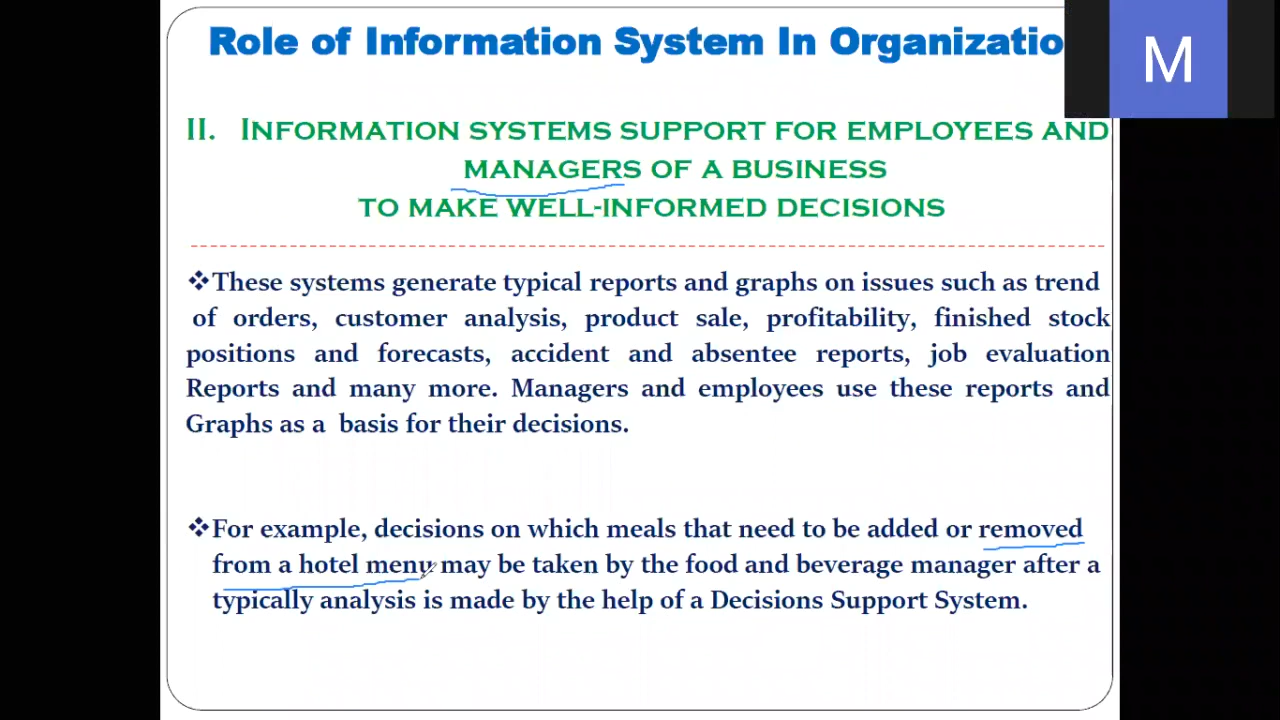 Role of Information System In Organizatio
M
II. INFORMATION SYSTEMS SUPPORT FOR EMPLOYEES AND
MANAGERS OF A BUSINESS
TO MAKE WELL-INFORMED DECISIONS
❖These systems generate typical reports and graphs on issues such as trend
of orders, customer analysis, product sale, profitability, finished stock
positions and forecasts, accident and absentee reports, job evaluation
Reports and many more. Managers and employees use these reports and
Graphs as a basis for their decisions.
❖For example, decisions on which meals that need to be added or removed
from a hotel menu may be taken by the food and beverage manager after a
typically analysis is made by the help of a Decisions Support System.